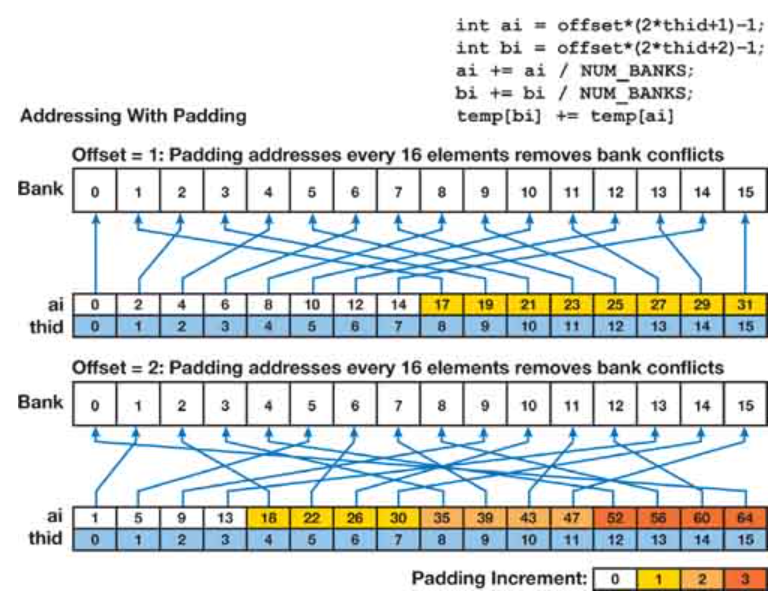 int ai = offset*(2*thid+1)-1;
int bi = offset*(2*thid+2)-1;
ai += ai / NUM_BANKS;
bi += bi / NUM_BANKS;
temp[bi] += temp[ai]
Addressing With Padding
Offset = 1: Padding addresses every 16 elements removes bank conflicts
Bank 0 1 2 3 4 5 6 7 8 9 10 11 12 13 14 15
ai 0 2 4 6 8 10 12 14 17 19 21 23 25 27 29 31
thid 0 1 2 3 4 5 6 7 8 9 10 11 12 13 14 15
Offset = 2: Padding addresses every 16 elements removes bank conflicts
Bank 0 1 2 3 4 5 6 7 8 9 10 11 12 13 14 15
ai 1 5 9 13 18 22 26 30 35 39 43 47 52 56 60 64
thid 0 1 2 3 4 5 6 7 8 9 10 11 12 13 14 15
Padding Increment: 0 1 2 3